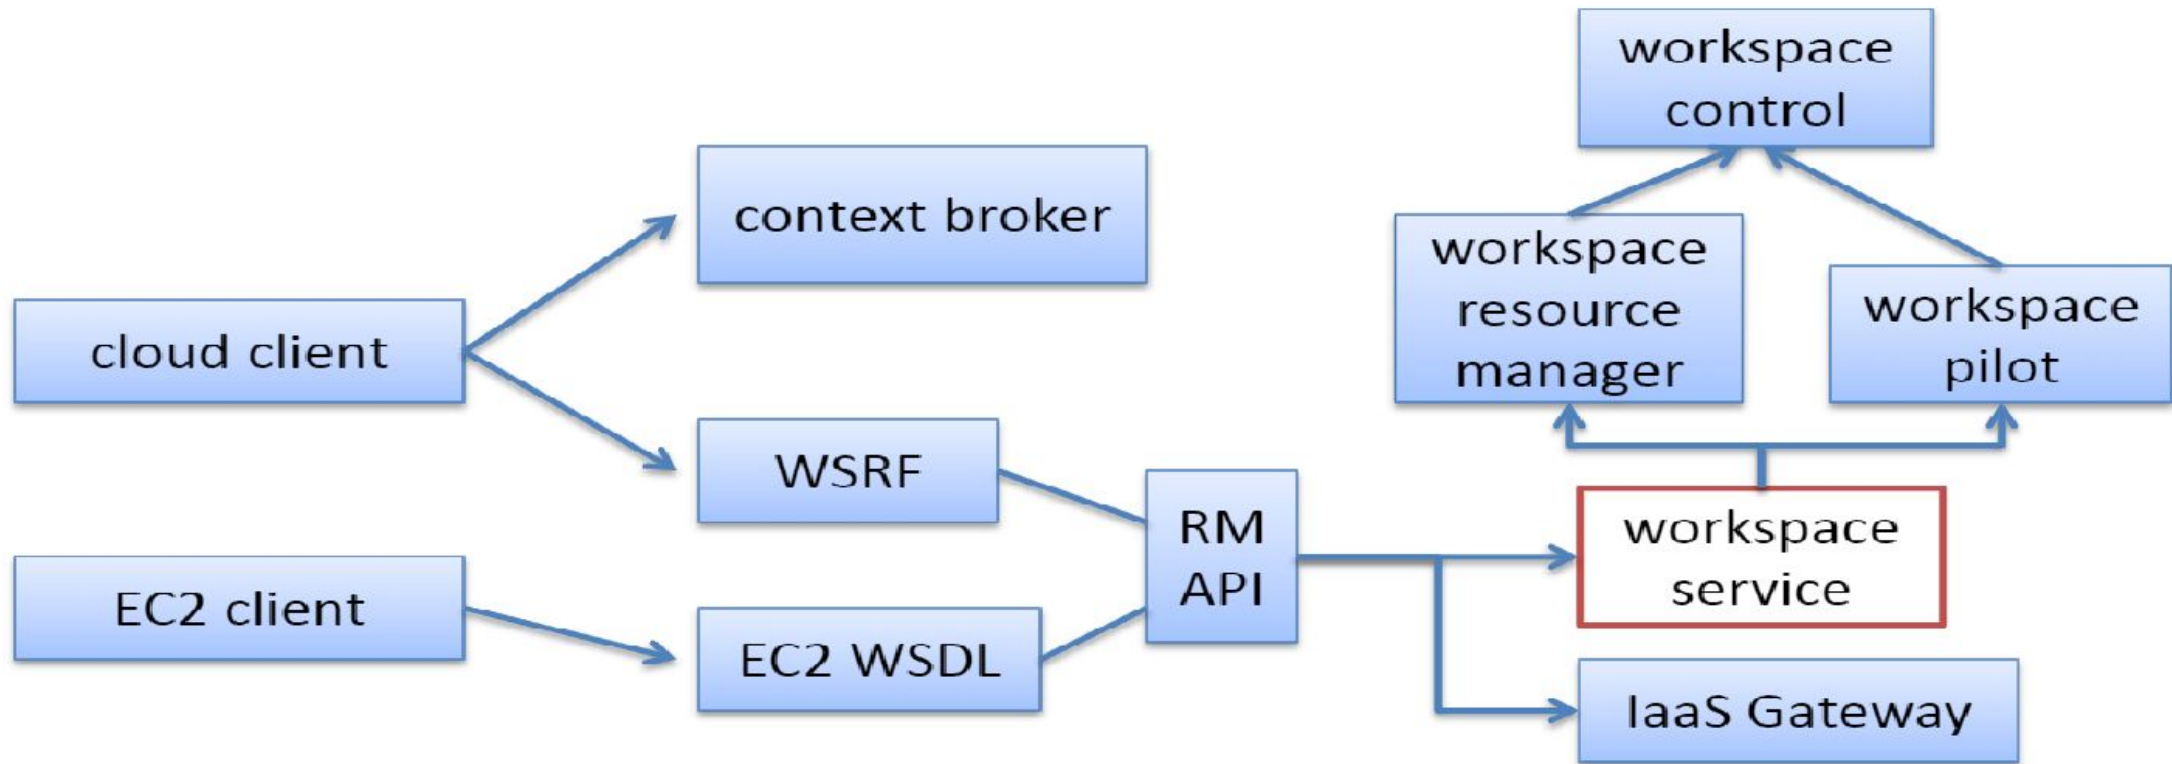 workspace
control
context broker
workspace
resource
manager
workspace
pilot
cloud client
WSRF
RM
API
workspace
service
EC2 client
EC2 WSDL
IaaS Gateway